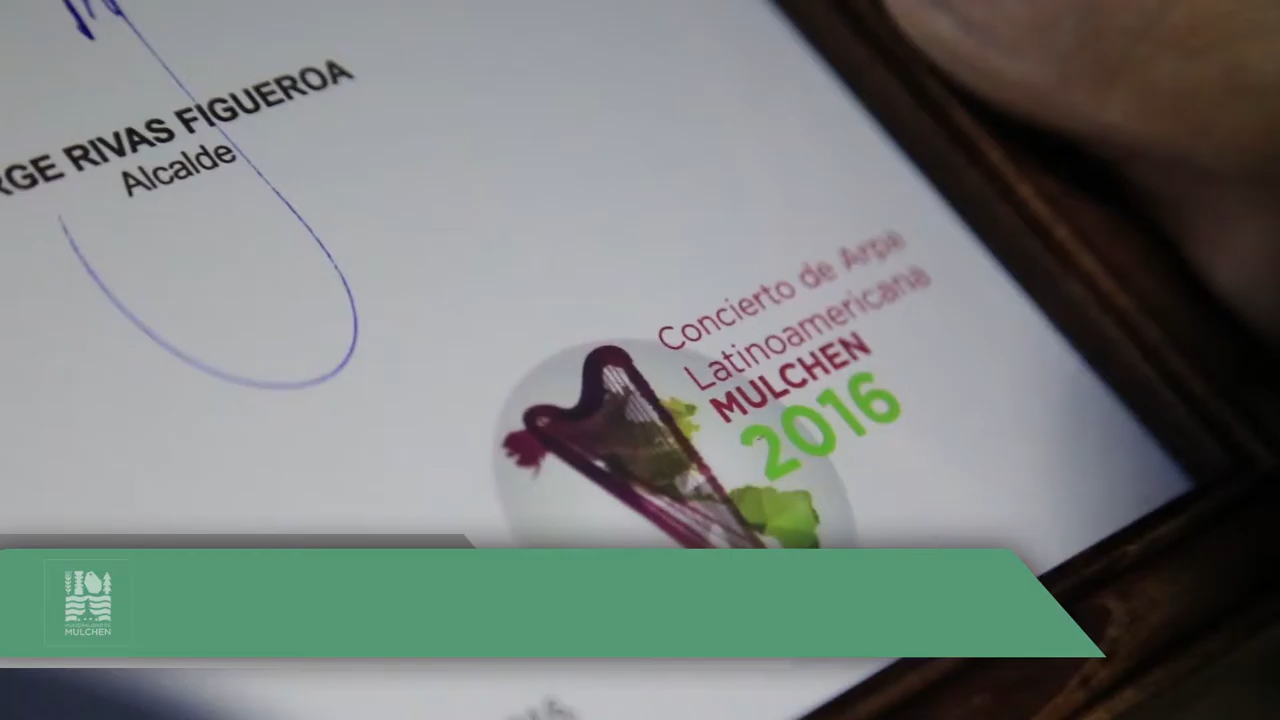 RGE RIVAS FIGUEROA
Alcalde
Concierto de Arpa
Latinoamericana
MULCHEN
2016
MULCHEN